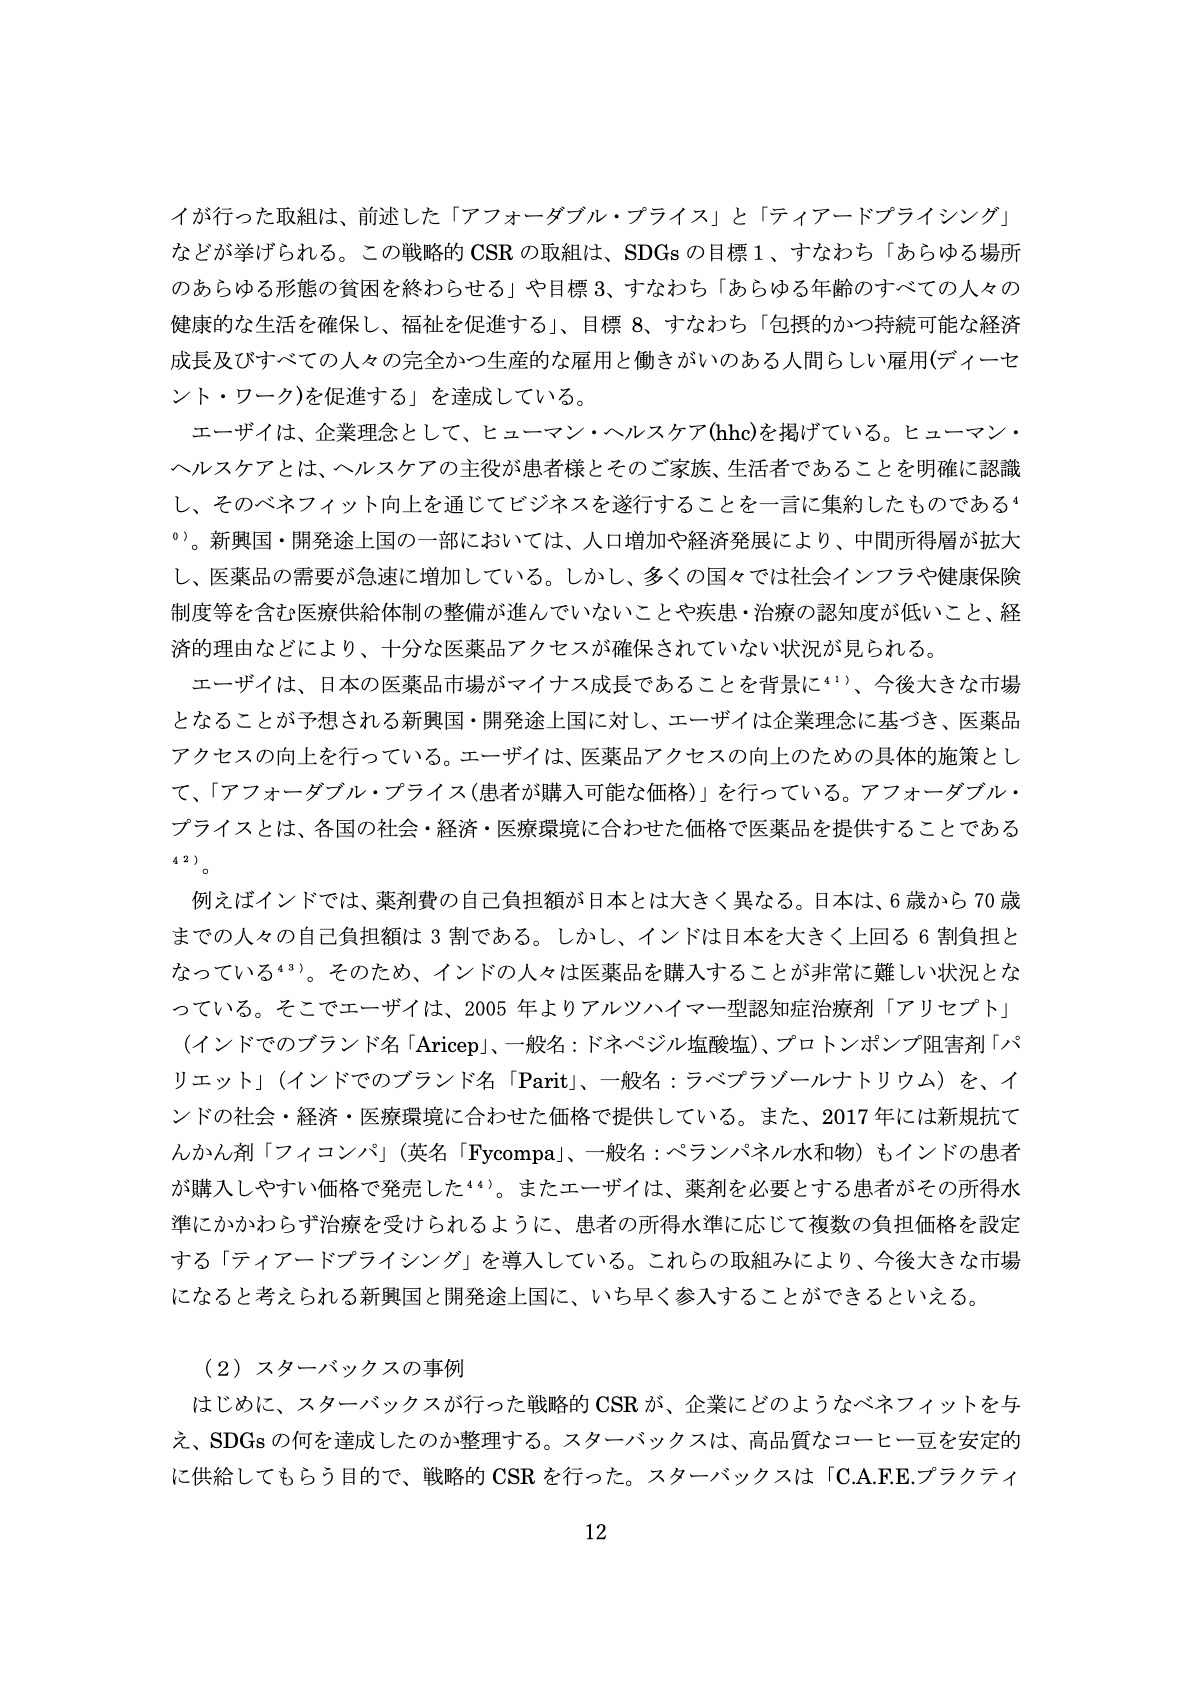 イが行った取組は、前述した「アフォーダブル・プライス」と「ティアードプライシング」
などが挙げられる。この戦略的 CSR の取組は、SDGs の目標 1 、すなわち「あらゆる場所
のあらゆる形態の貧困を終わらせる」や目標 3、すなわち「あらゆる年齢のすべての人々の
健康的な生活を確保し、福祉を促進する」、目標 8、すなわち「包摂的かつ持続可能な経済
成長及びすべての人々の完全かつ生産的な雇用と働きがいのある人間らしい雇用(ディーセ
ント・ワーク)を促進する」を達成している。
エーザイは、企業理念として、ヒューマン・ヘルスケア(hhc)を掲げている。ヒューマン・
ヘルスケアとは、ヘルスケアの主役が患者様とそのご家族、生活者であることを明確に認識
し、そのベネフィット向上を通じてビジネスを遂行することを一言に集約したものである⁴
⁰⁾。新興国・開発途上国の一部においては、人口増加や経済発展により、中間所得層が拡大
し、医薬品の需要が急速に増加している。しかし、多くの国々では社会インフラや健康保険
制度等を含む医療供給体制の整備が進んでいないことや疾患・治療の認知度が低いこと、経
済的理由などにより、十分な医薬品アクセスが確保されていない状況が見られる。
エーザイは、日本の医薬品市場がマイナス成長であることを背景に⁴¹⁾、今後大きな市場
となることが予想される新興国・開発途上国に対し、エーザイは企業理念に基づき、医薬品
アクセスの向上を行っている。エーザイは、医薬品アクセスの向上のための具体的施策とし
て、「アフォーダブル・プライス（患者が購入可能な価格）」を行っている。アフォーダブル・
プライスとは、各国の社会・経済・医療環境に合わせた価格で医薬品を提供することである
⁴²⁾。
例えばインドでは、薬剤費の自己負担額が日本とは大きく異なる。日本は、6 歳から 70 歳
までの人々の自己負担額は 3 割である。しかし、インドは日本を大きく上回る 6 割負担と
なっている⁴³⁾。そのため、インドの人々は医薬品を購入することが非常に難しい状況とな
っている。そこでエーザイは、2005 年よりアルツハイマー型認知症治療剤「アリセプト」
（インドでのブランド名「Aricep」、一般名：ドネペジル塩酸塩）、プロトンポンプ阻害剤「パ
リエット」（インドでのブランド名「Parit」、一般名：ラベプラゾールナトリウム）を、イ
ンドの社会・経済・医療環境に合わせた価格で提供している。また、2017 年には新規抗て
んかん剤「フィコンパ」（英名「Fycompa」、一般名：ペランパネル水和物）もインドの患者
が購入しやすい価格で発売した⁴⁴⁾。またエーザイは、薬剤を必要とする患者がその所得水
準にかかわらず治療を受けられるように、患者の所得水準に応じて複数の負担価格を設定
する「ティアードプライシング」を導入している。これらの取組みにより、今後大きな市場
になると考えられる新興国と開発途上国に、いち早く参入することができるといえる。
（２）スターバックスの事例
はじめに、スターバックスが行った戦略的 CSR が、企業にどのようなベネフィットを与
え、SDGs の何を達成したのか整理する。スターバックスは、高品質なコーヒー豆を安定的
に供給してもらう目的で、戦略的 CSR を行った。スターバックスは「C.A.F.E.プラクティ
12